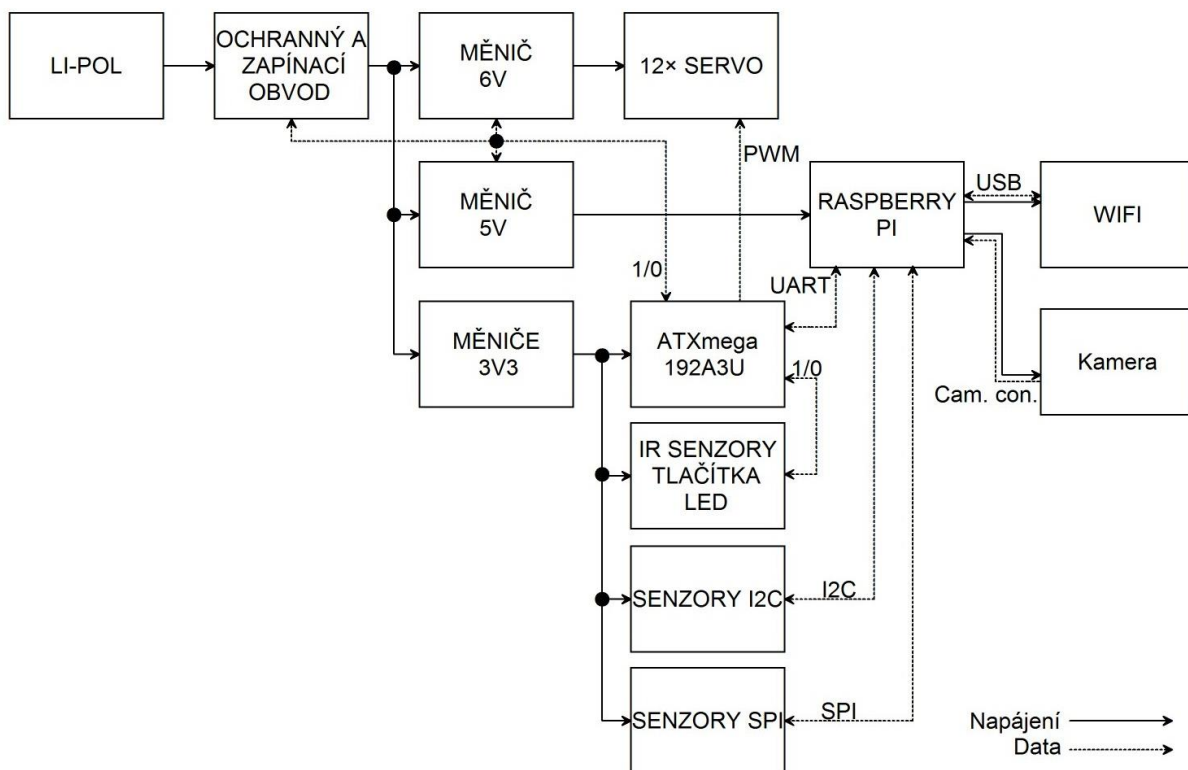 LI-POL
OCHRANNÝ A
ZAPÍNACÍ
OBVOD
MĚNIČ
6V
12× SERVO
PWM
MĚNIČ
5V
RASPBERRY
PI
USB
WIFI
1/0
UART
MĚNIČE
3V3
ATXmega
192A3U
1/0
Kamera
Cam. con.
IR SENZORY
TLAČÍTKA
LED
SENZORY I2C
I2C
SENZORY SPI
SPI
Napájení
Data